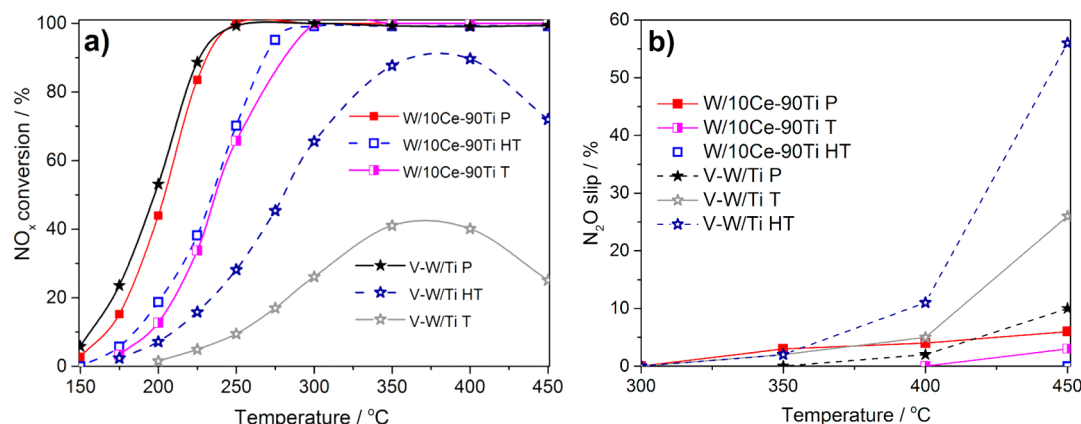 a)
NOx conversion / %
100
80
60
40
20
0
W/10Ce-90Ti P
W/10Ce-90Ti HT
W/10Ce-90Ti T
V-W/Ti P
V-W/Ti HT
V-W/Ti T
150 200 250 300 350 400 450
Temperature / °C
b)
N2O slip / %
60
50
40
30
20
10
0
W/10Ce-90Ti P
W/10Ce-90Ti T
W/10Ce-90Ti HT
V-W/Ti P
V-W/Ti T
V-W/Ti HT
300 350 400 450
Temperature / °C